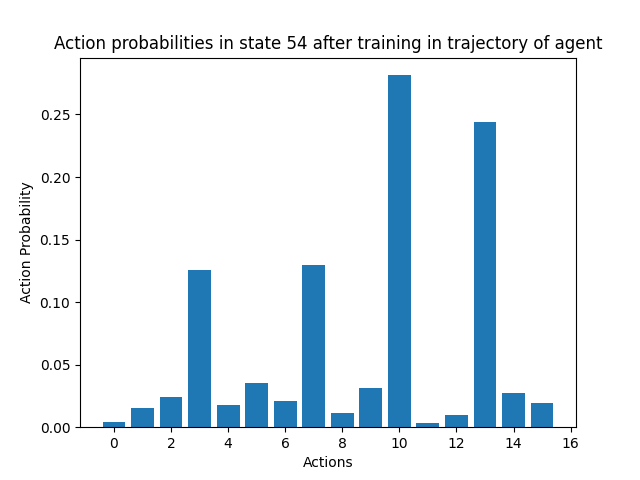 Action probabilities in state 54 after training in trajectory of agent
0.25
0.20
0.15
0.10
0.05
0.00
Action Probability
0 2 4 6 8 10 12 14 16
Actions